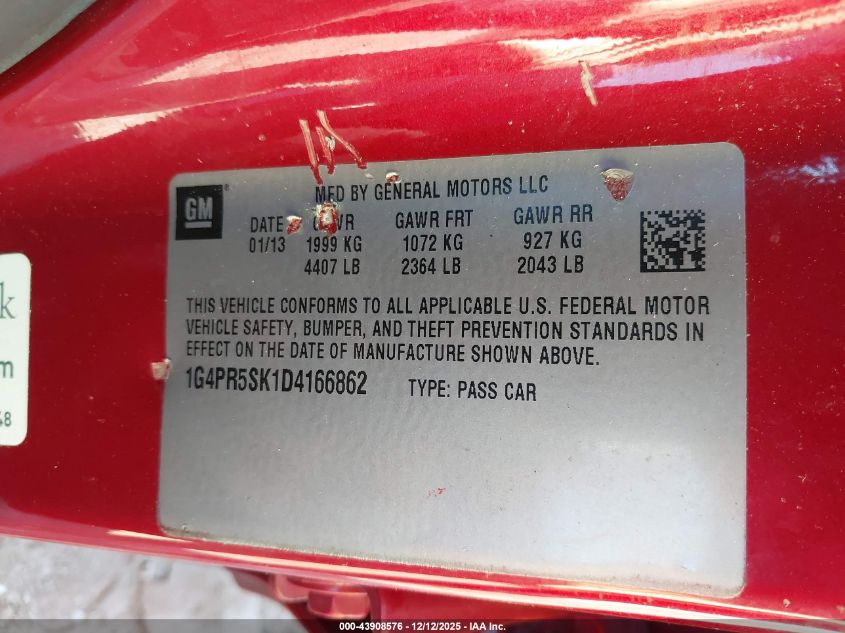 GM®
MFD BY GENERAL MOTORS LLC
DATE GVWR GAWR FRT GAWR RR
01/13 1999 KG 1072 KG 927 KG
4407 LB 2364 LB 2043 LB
THIS VEHICLE CONFORMS TO ALL APPLICABLE U.S. FEDERAL MOTOR
VEHICLE SAFETY, BUMPER, AND THEFT PREVENTION STANDARDS IN
EFFECT ON THE DATE OF MANUFACTURE SHOWN ABOVE.
1G4PR5SK1D4166862 TYPE: PASS CAR
k
m
48
000-43908576 - 12/12/2025 - IAA Inc.